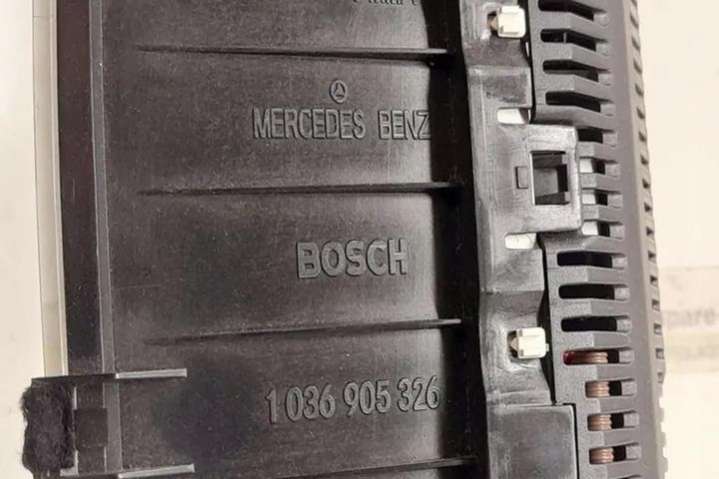 MERCEDES BENZ
BOSCH
1 036 905 326